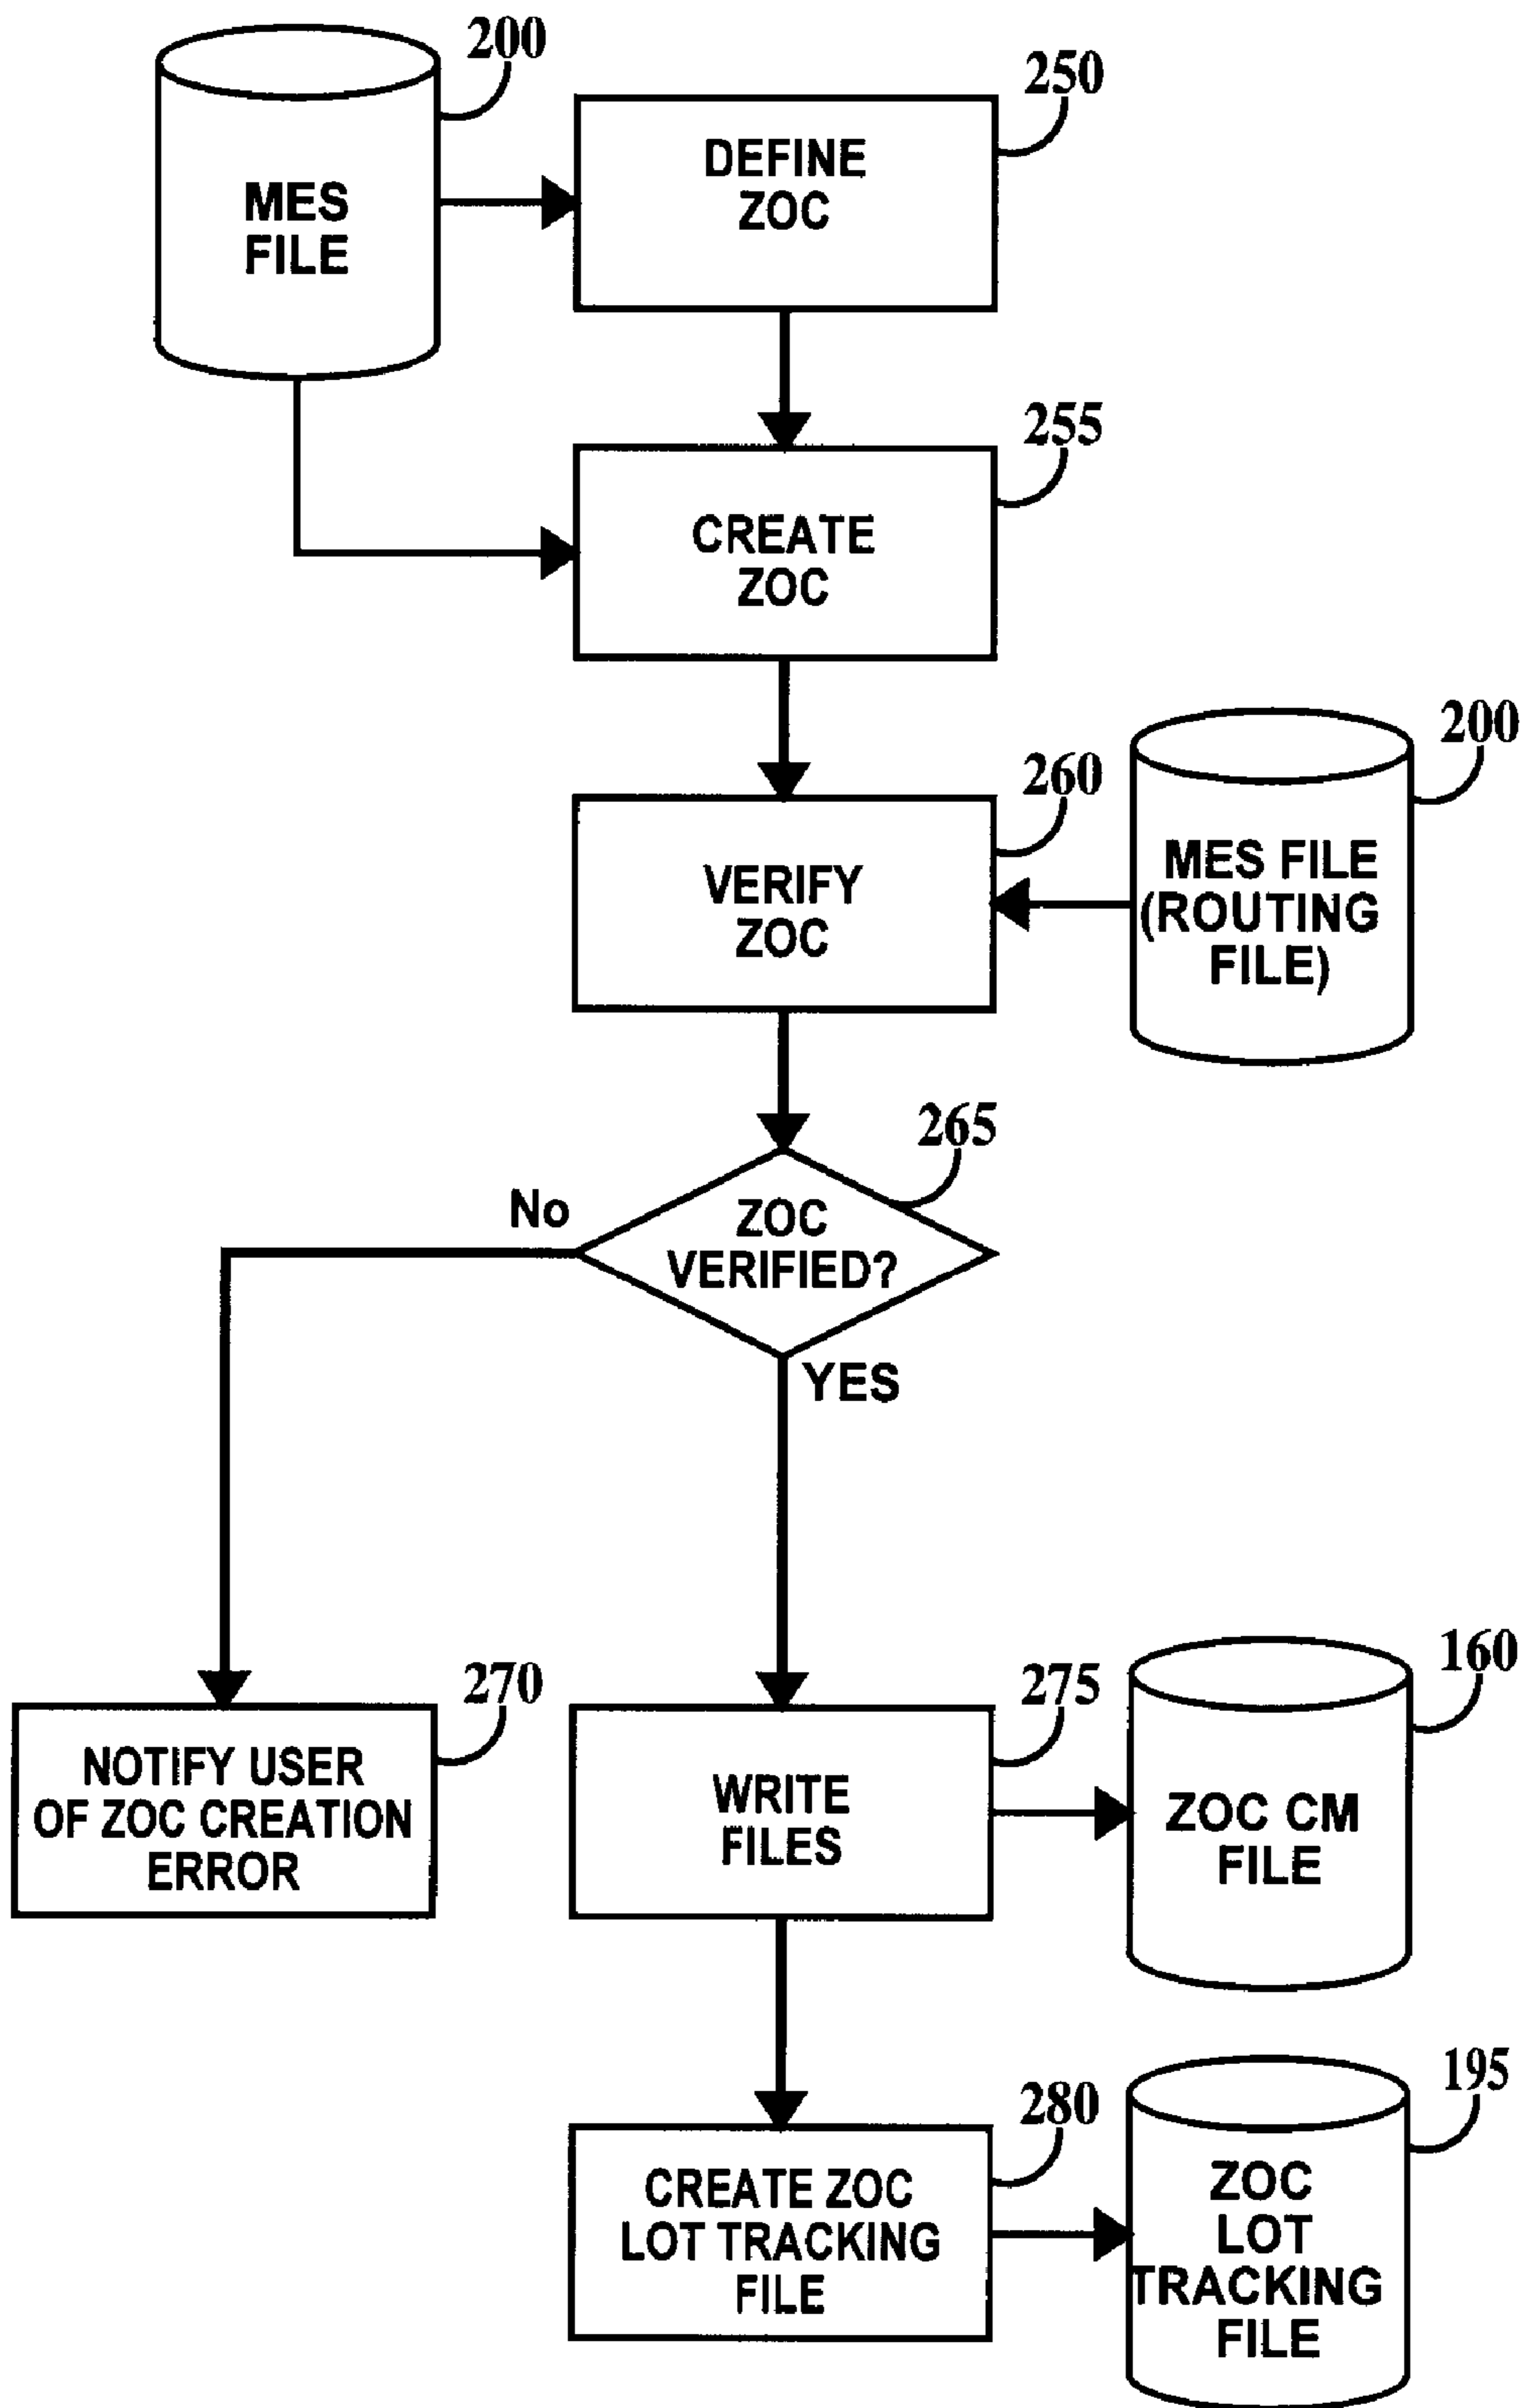 200
250
MES
FILE
DEFINE
ZOC
255
CREATE
ZOC
200
260
VERIFY
ZOC
MES FILE
(ROUTING
FILE)
265
No
ZOC
VERIFIED?
YES
270
275
160
NOTIFY USER
OF ZOC CREATION
ERROR
WRITE
FILES
ZOC CM
FILE
280
195
CREATE ZOC
LOT TRACKING
FILE
ZOC
LOT
TRACKING
FILE